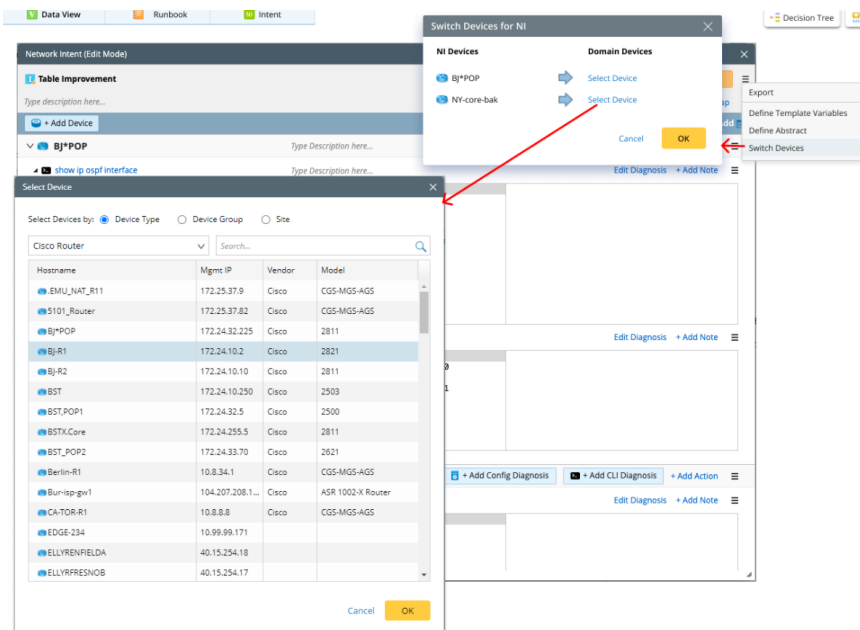 Data View
Runbook
NI Intent
Decision Tree
Switch Devices for NI
NI Devices Domain Devices
BJ*POP Select Device
NY-core-bak Select Device
Cancel OK
Export
Define Template Variables
Define Abstract
Switch Devices
Network Intent (Edit Mode)
Table Improvement
Type description here...
+ Add Device
BJ*POP Type Description here...
show ip ospf interface Type Description here...
Edit Diagnosis + Add Note
Select Device
Select Devices by: Device Type Device Group Site
Cisco Router Search...
Hostname Mgmt IP Vendor Model
.EMU_NAT_R11 172.25.37.9 Cisco CGS-MGS-AGS
5101_Router 172.25.37.82 Cisco CGS-MGS-AGS
BJ*POP 172.24.32.225 Cisco 2811
BJ-R1 172.24.10.2 Cisco 2821
BJ-R2 172.24.10.10 Cisco 2811
BST 172.24.10.250 Cisco 2503
BST,POP1 172.24.32.5 Cisco 2500
BSTX.Core 172.24.255.5 Cisco 2811
BST_POP2 172.24.33.70 Cisco 2621
Berlin-R1 10.8.34.1 Cisco CGS-MGS-AGS
Bur-isp-gw1 104.207.208.1... Cisco ASR 1002-X Router
CA-TOR-R1 10.8.8.8 Cisco CGS-MGS-AGS
EDGE-234 10.99.99.171
ELLYRENFIELDA 40.15.254.18
ELLYRFRESNOB 40.15.254.17
Cancel OK
Edit Diagnosis + Add Note
+ Add Config Diagnosis + Add CLI Diagnosis + Add Action
Edit Diagnosis + Add Note